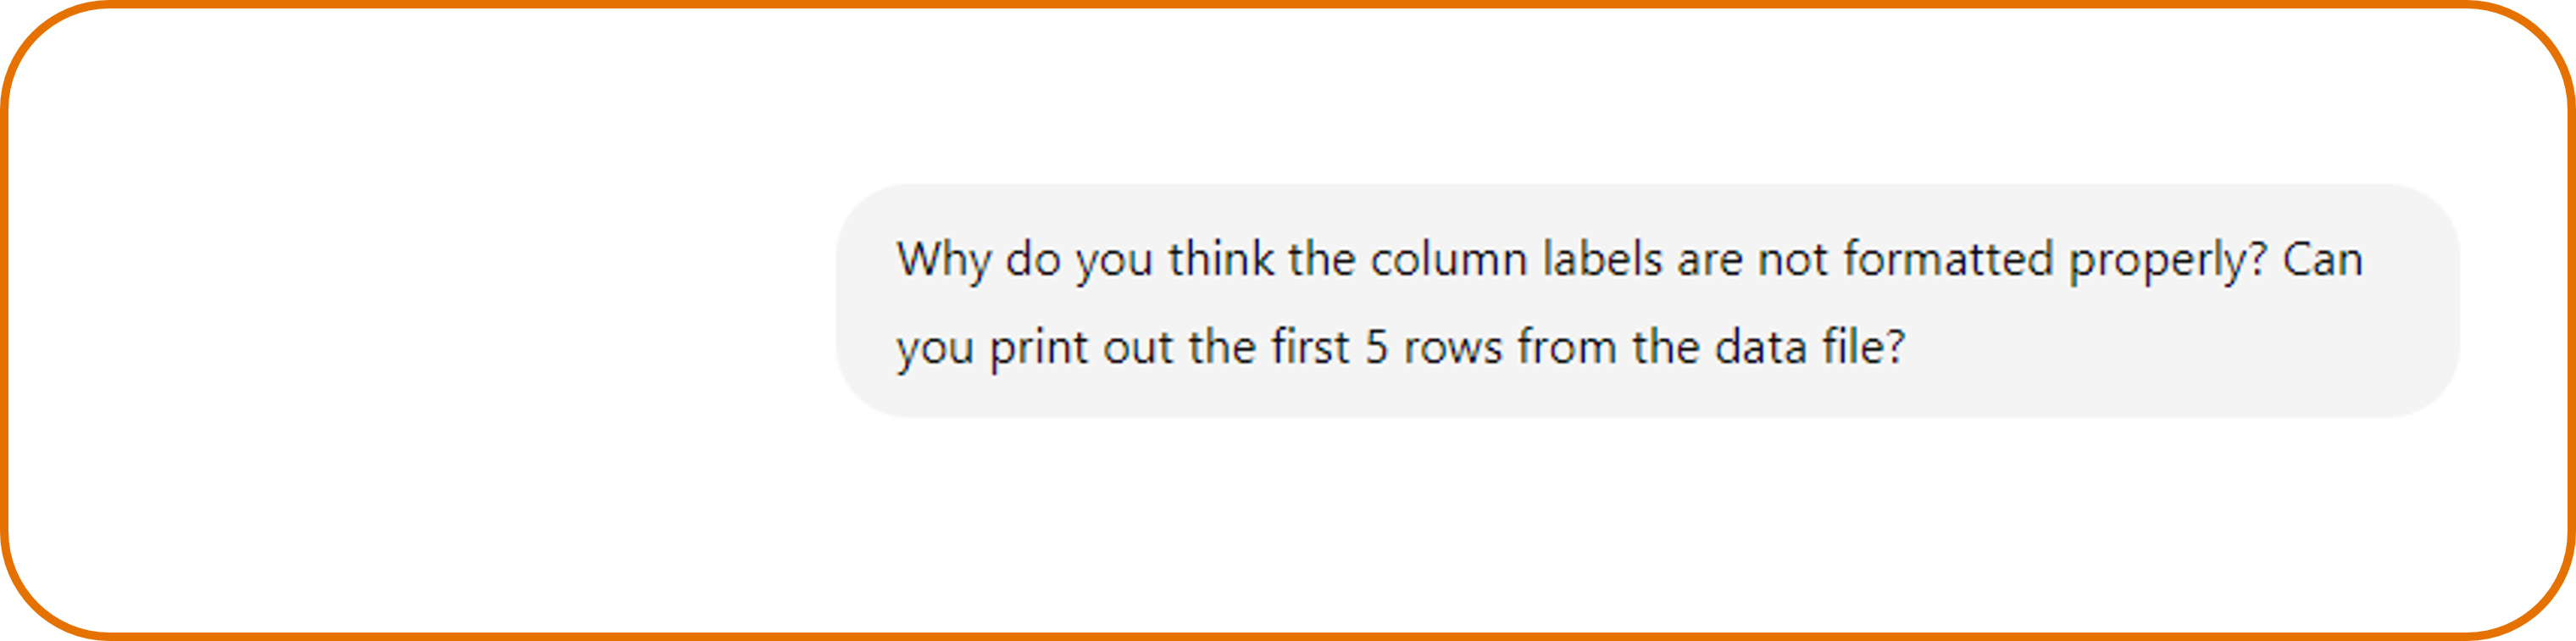 Why do you think the column labels are not formatted properly? Can
you print out the first 5 rows from the data file?